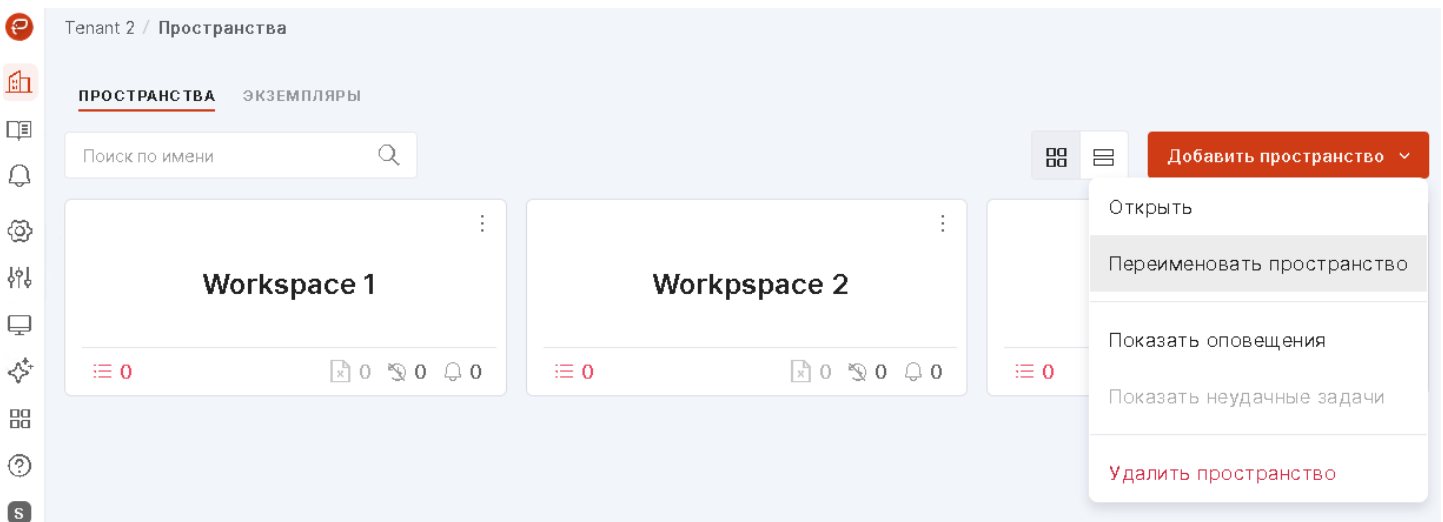 Tenant 2 / Пространства
ПРОСТРАНСТВА ЭКЗЕМПЛЯРЫ
Поиск по имени
Добавить пространство
Открыть
Переименовать пространство
Показать оповещения
Показать неудачные задачи
Удалить пространство
Workspace 1
0 0 0 0
Workpspace 2
0 0 0 0
0
S